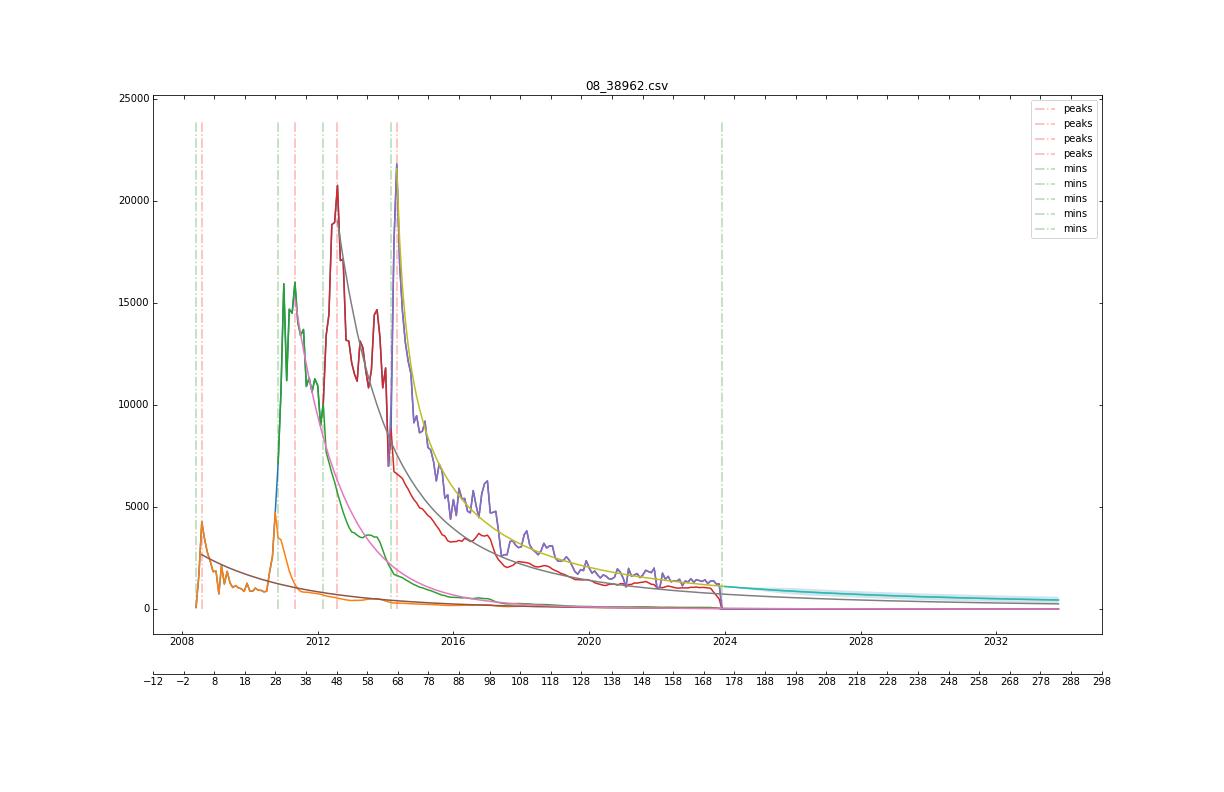 08_38962.csv
25000
20000
15000
10000
5000
0
peaks
peaks
peaks
peaks
mins
mins
mins
mins
mins
2008 2012 2016 2020 2024 2028 2032
−12 −2 8 18 28 38 48 58 68 78 88 98 108 118 128 138 148 158 168 178 188 198 208 218 228 238 248 258 268 278 288 298